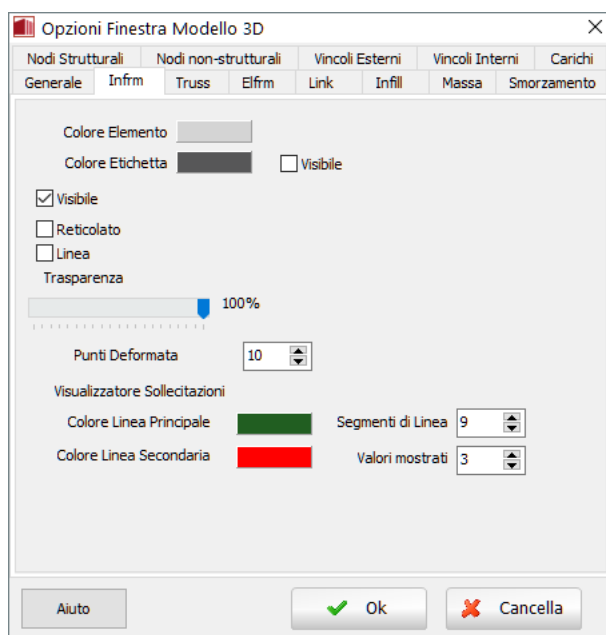 Opzioni Finestra Modello 3D
Nodi Strutturali Nodi non-strutturali Vincoli Esterni Vincoli Interni Carichi
Generale Infrm Truss Elfrm Link Infill Massa Smorzamento
Colore Elemento
Colore Etichetta Visibile
Visibile
Reticolato
Linea
Trasparenza
100%
Punti Deformata 10
Visualizzatore Sollecitazioni
Colore Linea Principale Segmenti di Linea 9
Colore Linea Secondaria Valori mostrati 3
Aiuto Ok Cancella